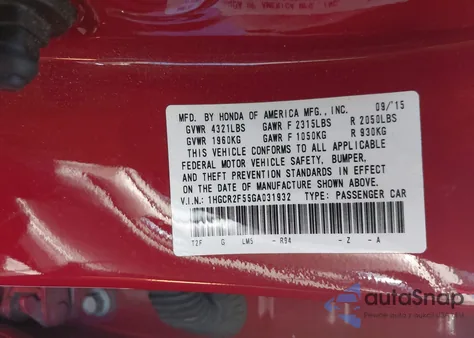 MFD. BY HONDA OF AMERICA MFG., INC. 09/15
GVWR 4321LBS GAWR F 2315LBS R 2050LBS
GVWR 1960KG GAWR F 1050KG R 930KG
THIS VEHICLE CONFORMS TO ALL APPLICABLE
FEDERAL MOTOR VEHICLE SAFETY, BUMPER,
AND THEFT PREVENTION STANDARDS IN EFFECT
ON THE DATE OF MANUFACTURE SHOWN ABOVE.
V.I.N.: 1HGCR2F55GA031932 TYPE: PASSENGER CAR
T2F G LMS - R94 - Z - A
autoSnap